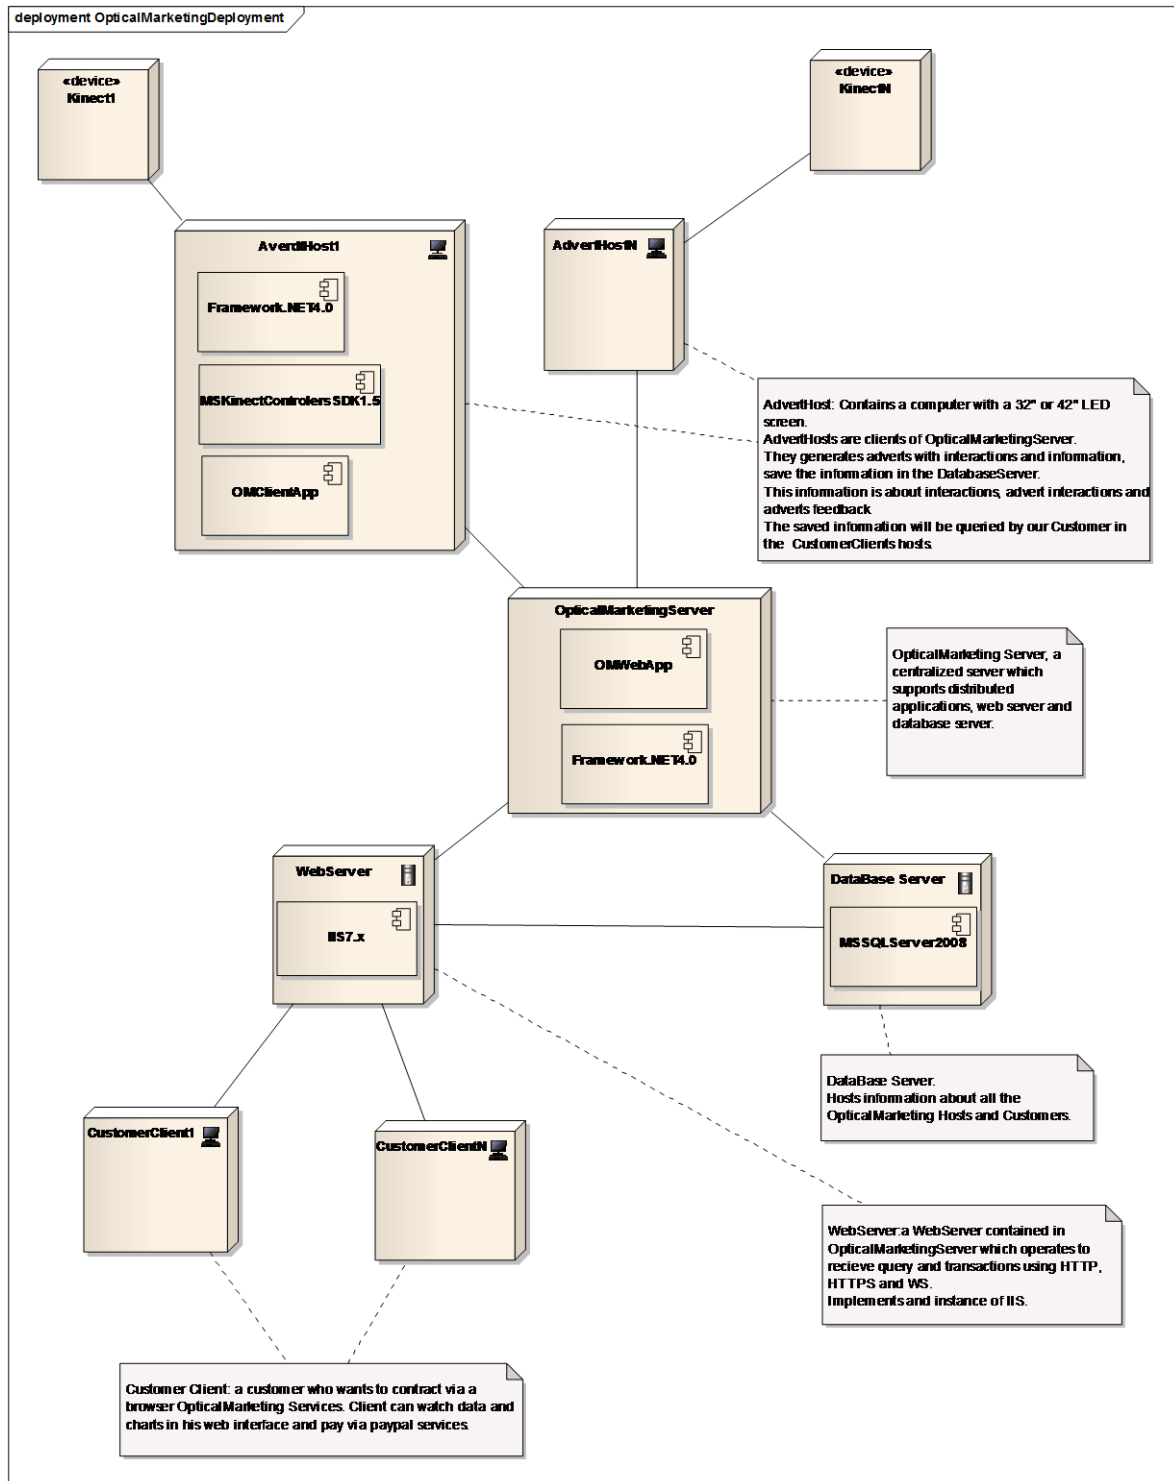 deployment OpticalMarketingDeployment
«device»
Kinect1
«device»
KinectN
AverdtHost1
Framework.NET4.0
MSKinectControlersSDK1.5
OMClientApp
AdvertHostN
AdvertHost: Contains a computer with a 32" or 42" LED
screen.
AdvertHosts are clients of OpticalMarketingServer.
They generates adverts with interactions and information,
save the information in the DatabaseServer.
This information is about interactions, advert interactions and
adverts feedback
The saved information will be queried by our Customer in
the CustomerClients hosts.
OpticalMarketingServer
OMWebApp
Framework.NET4.0
OpticalMarketing Server, a
centralized server which
supports distributed
applications, web server and
database server.
WebServer
IIS7.x
DataBase Server
MSSQLServer2008
DataBase Server.
Hosts information about all the
OpticalMarketing Hosts and Customers.
CustomerClient1
CustomerClientN
WebServer:a WebServer contained in
OpticalMarketingServer which operates to
recieve query and transactions using HTTP,
HTTPS and WS.
Implements and instance of IIS.
Customer Client: a customer who wants to contract via a
browser OpticalMarketing Services. Client can watch data and
charts in his web interface and pay via paypal services.